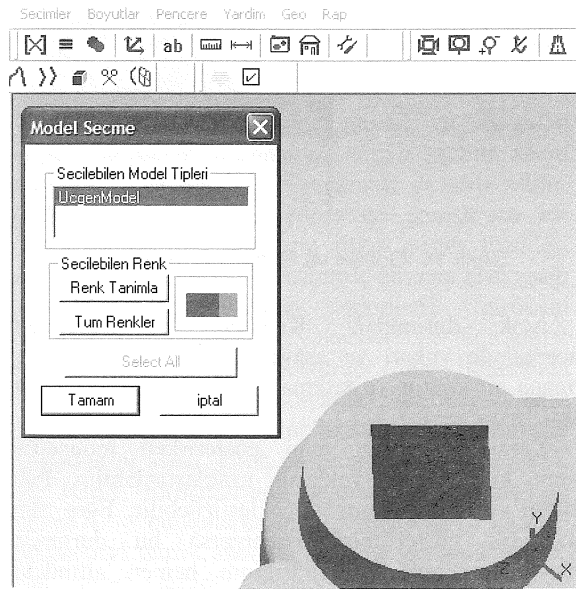 Secimler Boyutlar Pencere Yardim Geo Rap
ab
Model Secme
Secilebilen Model Tipleri
UcgenModel
Secilebilen Renk
Renk Tanimla
Tum Renkler
Select All
Tamam iptal
Y
Z X